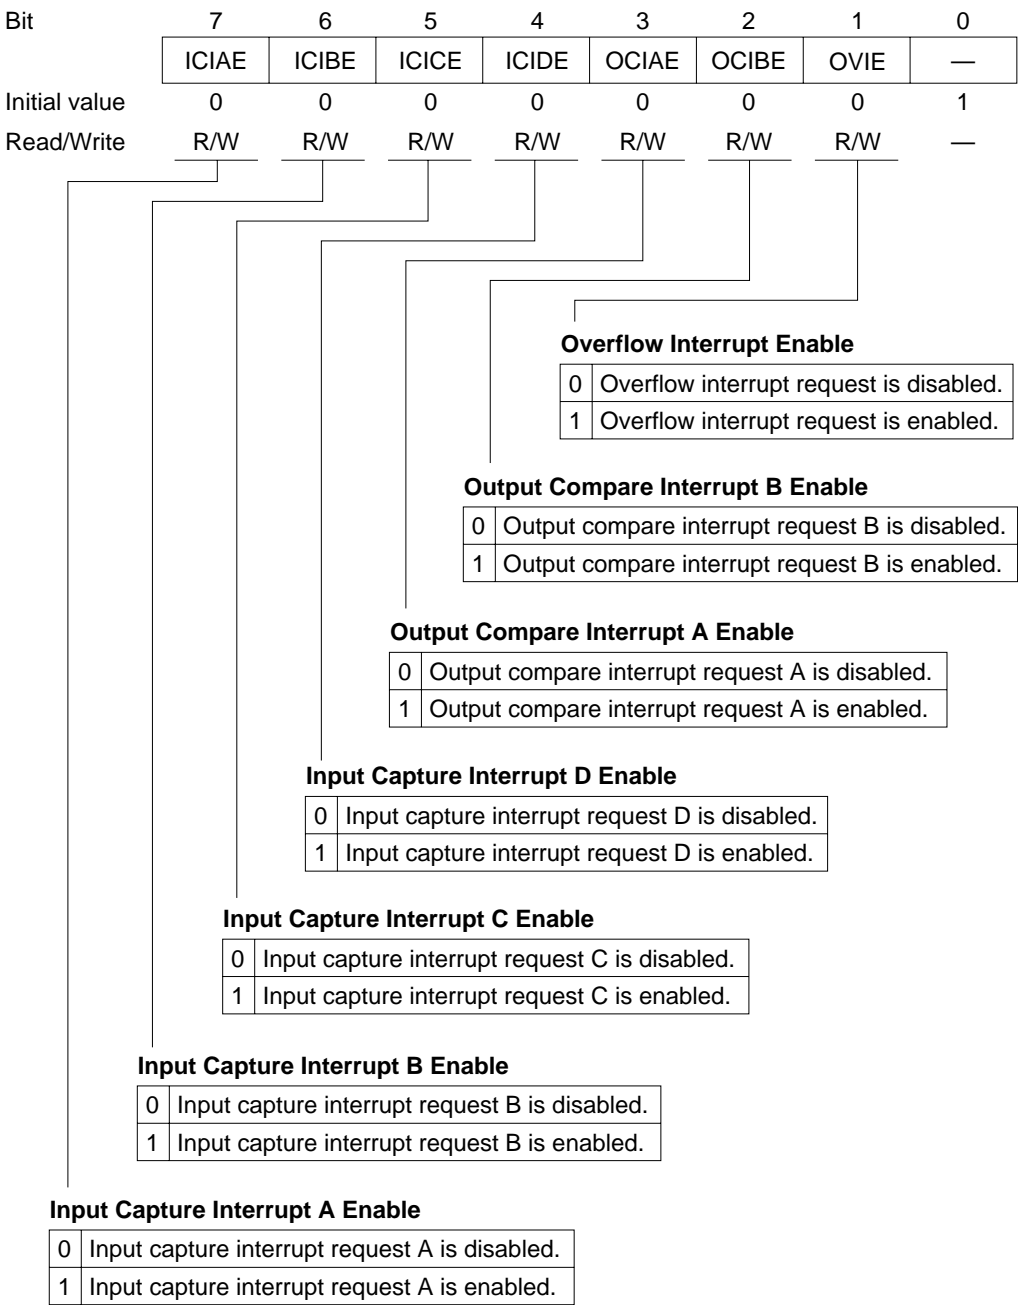 Bit 7 6 5 4 3 2 1 0
ICIAE ICIBE ICICE ICIDE OCIAE OCIBE OVIE —
Initial value 0 0 0 0 0 0 0 1
Read/Write R/W R/W R/W R/W R/W R/W R/W —
Overflow Interrupt Enable
0 Overflow interrupt request is disabled.
1 Overflow interrupt request is enabled.
Output Compare Interrupt B Enable
0 Output compare interrupt request B is disabled.
1 Output compare interrupt request B is enabled.
Output Compare Interrupt A Enable
0 Output compare interrupt request A is disabled.
1 Output compare interrupt request A is enabled.
Input Capture Interrupt D Enable
0 Input capture interrupt request D is disabled.
1 Input capture interrupt request D is enabled.
Input Capture Interrupt C Enable
0 Input capture interrupt request C is disabled.
1 Input capture interrupt request C is enabled.
Input Capture Interrupt B Enable
0 Input capture interrupt request B is disabled.
1 Input capture interrupt request B is enabled.
Input Capture Interrupt A Enable
0 Input capture interrupt request A is disabled.
1 Input capture interrupt request A is enabled.